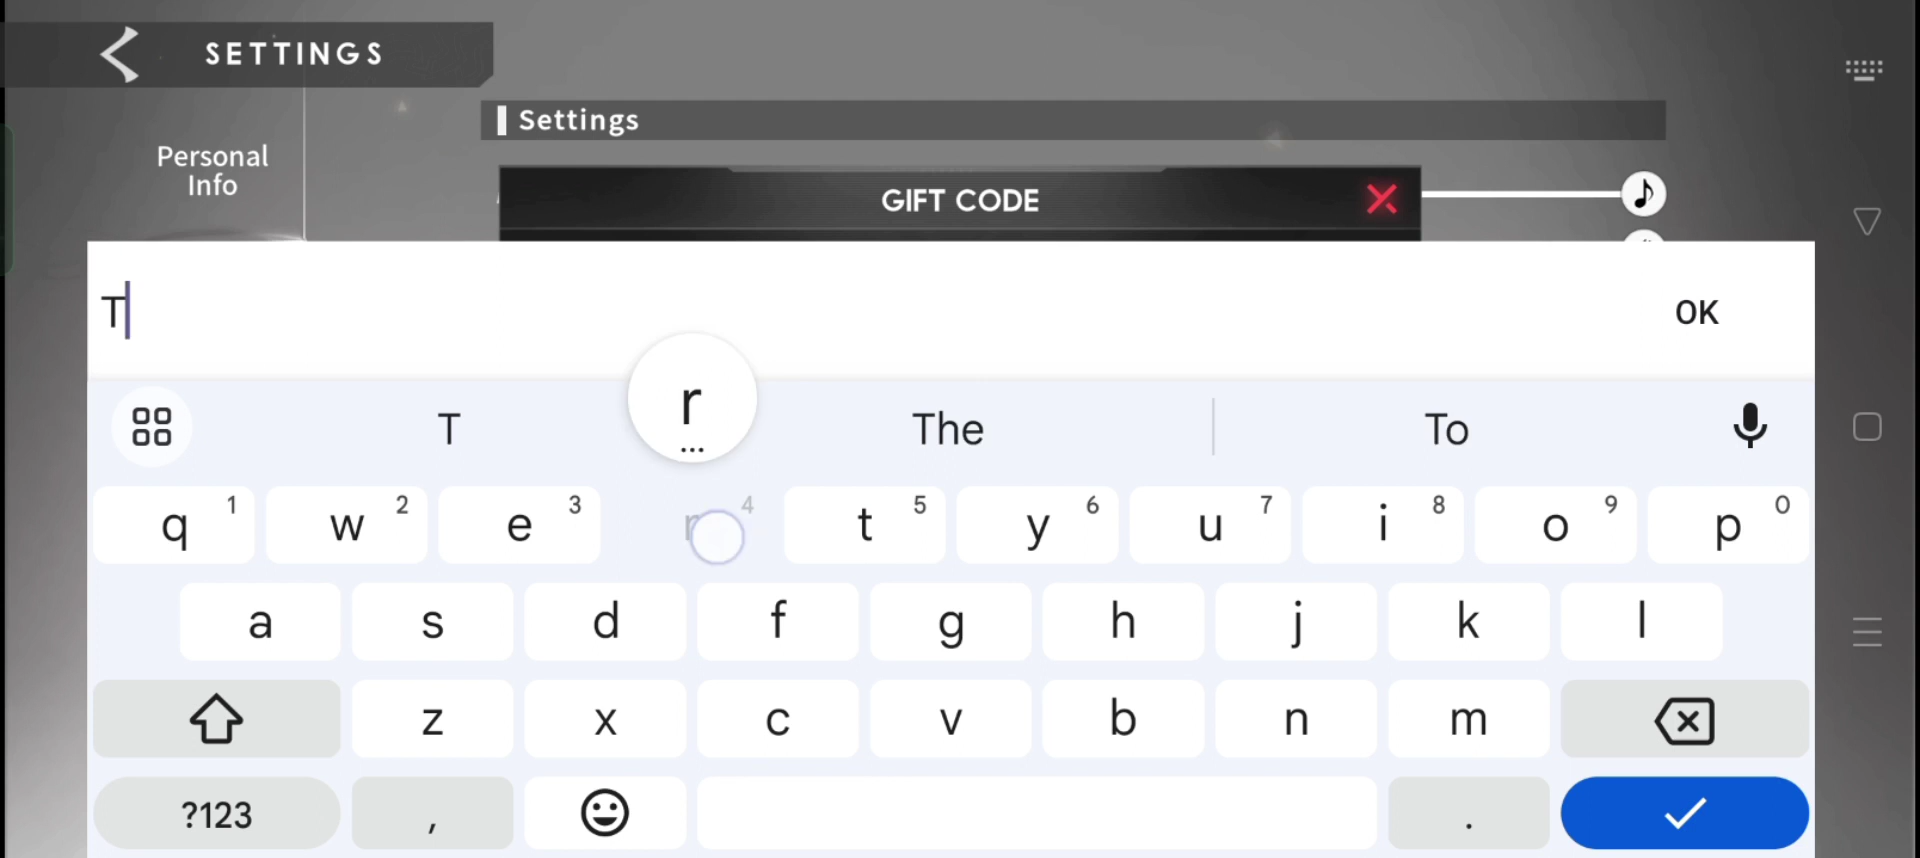 SETTINGS
Settings
Personal
Info
GIFT CODE
T
OK
r
...
T
The
To
q 1 w 2 e 3 r 4 t 5 y 6 u 7 i 8 o 9 p 0
a s d f g h j k l
z x c v b n m
?123 , .